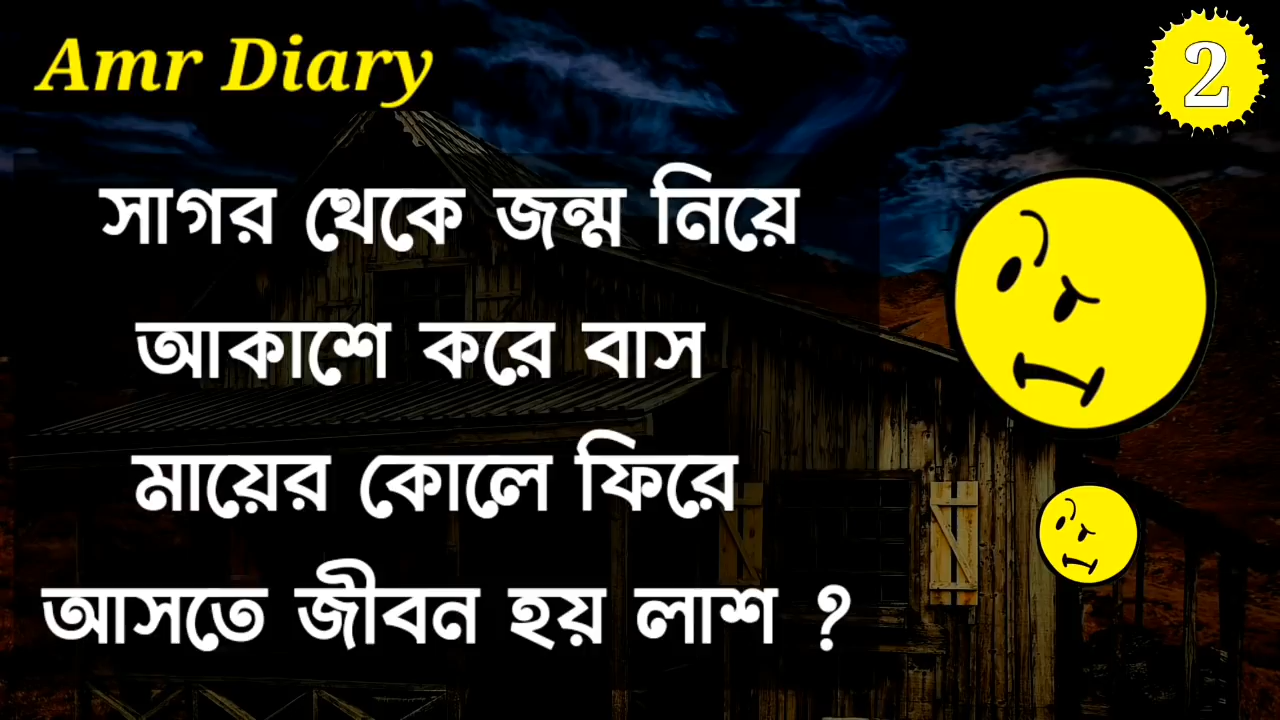 Amr Diary
2
সাগর থেকে জন্ম নিয়ে
আকাশে করে বাস
মায়ের কোলে ফিরে
আসতে জীবন হয় লাশ ?